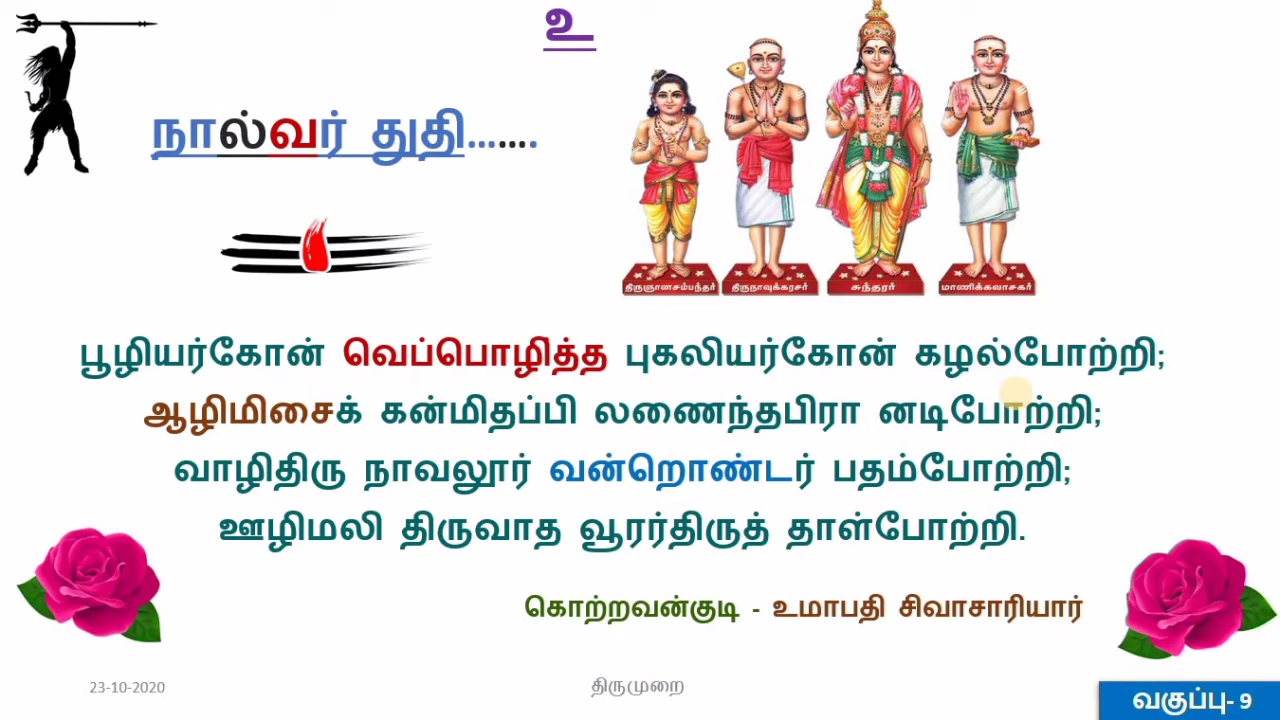 உ
நால்வர் துதி.......
திருஞானசம்பந்தர் திருநாவுக்கரசர் சுந்தரர் மாணிக்கவாசகர்
பூழியர்கோன் வெப்பொழித்த புகலியர்கோன் கழல்போற்றி;
ஆழிமிசைக் கன்மிதப்பி லணைந்தபிரா னடிபோற்றி;
வாழிதிரு நாவலூர் வன்றொண்டர் பதம்போற்றி;
ஊழிமலி திருவாத வூரர்திருத் தாள்போற்றி.
கொற்றவன்குடி - உமாபதி சிவாசாரியார்
23-10-2020 திருமுறை வகுப்பு- 9